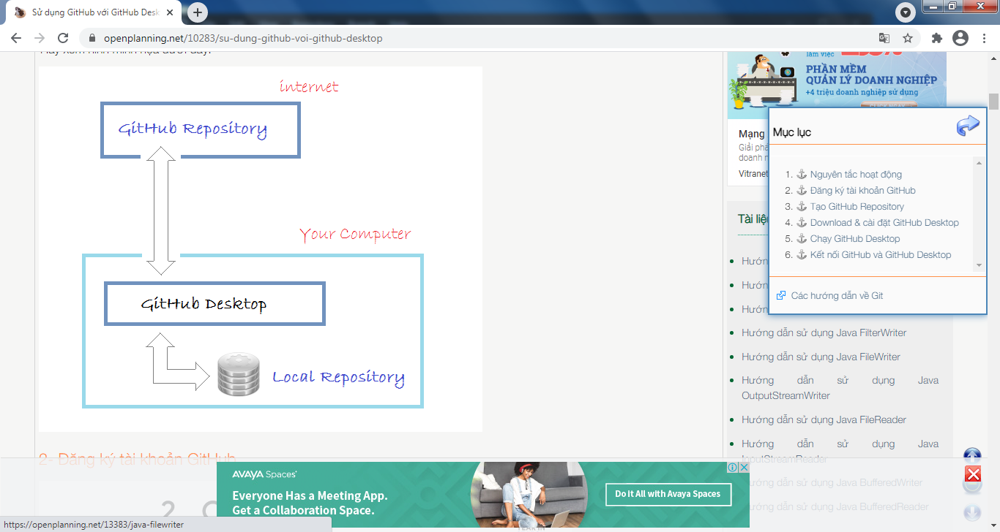 Sử dụng GitHub với GitHub Desk
openplanning.net/10283/su-dung-github-voi-github-desktop
Hãy xem hình minh họa dưới đây:
internet
GitHub Repository
Your Computer
GitHub Desktop
Local Repository
2- Đăng ký tài khoản GitHub
làm việc
PHẦN MỀM
QUẢN LÝ DOANH NGHIỆP
+4 triệu doanh nghiệp sử dụng
CLICK NGAY
Mạng
Giải phá
doanh n
Vitranet
Mục lục
1. Nguyên tắc hoạt động
2. Đăng ký tài khoản GitHub
3. Tạo GitHub Repository
4. Download & cài đặt GitHub Desktop
5. Chạy GitHub Desktop
6. Kết nối GitHub và GitHub Desktop
Các hướng dẫn về Git
Tài liệu
Hướn
Hướn
Hướn
Hướng dẫn sử dụng Java FilterWriter
Hướng dẫn sử dụng Java FileWriter
Hướng dẫn sử dụng Java
OutputStreamWriter
Hướng dẫn sử dụng Java FileReader
Hướng dẫn sử dụng Java
InputStreamReader
Hướng dẫn sử dụng Java BufferedWriter
Hướng dẫn sử dụng Java BufferedReader
AVAYA Spaces
Everyone Has a Meeting App.
Get a Collaboration Space.
Do It All with Avaya Spaces
https://openplanning.net/13383/java-filewriter